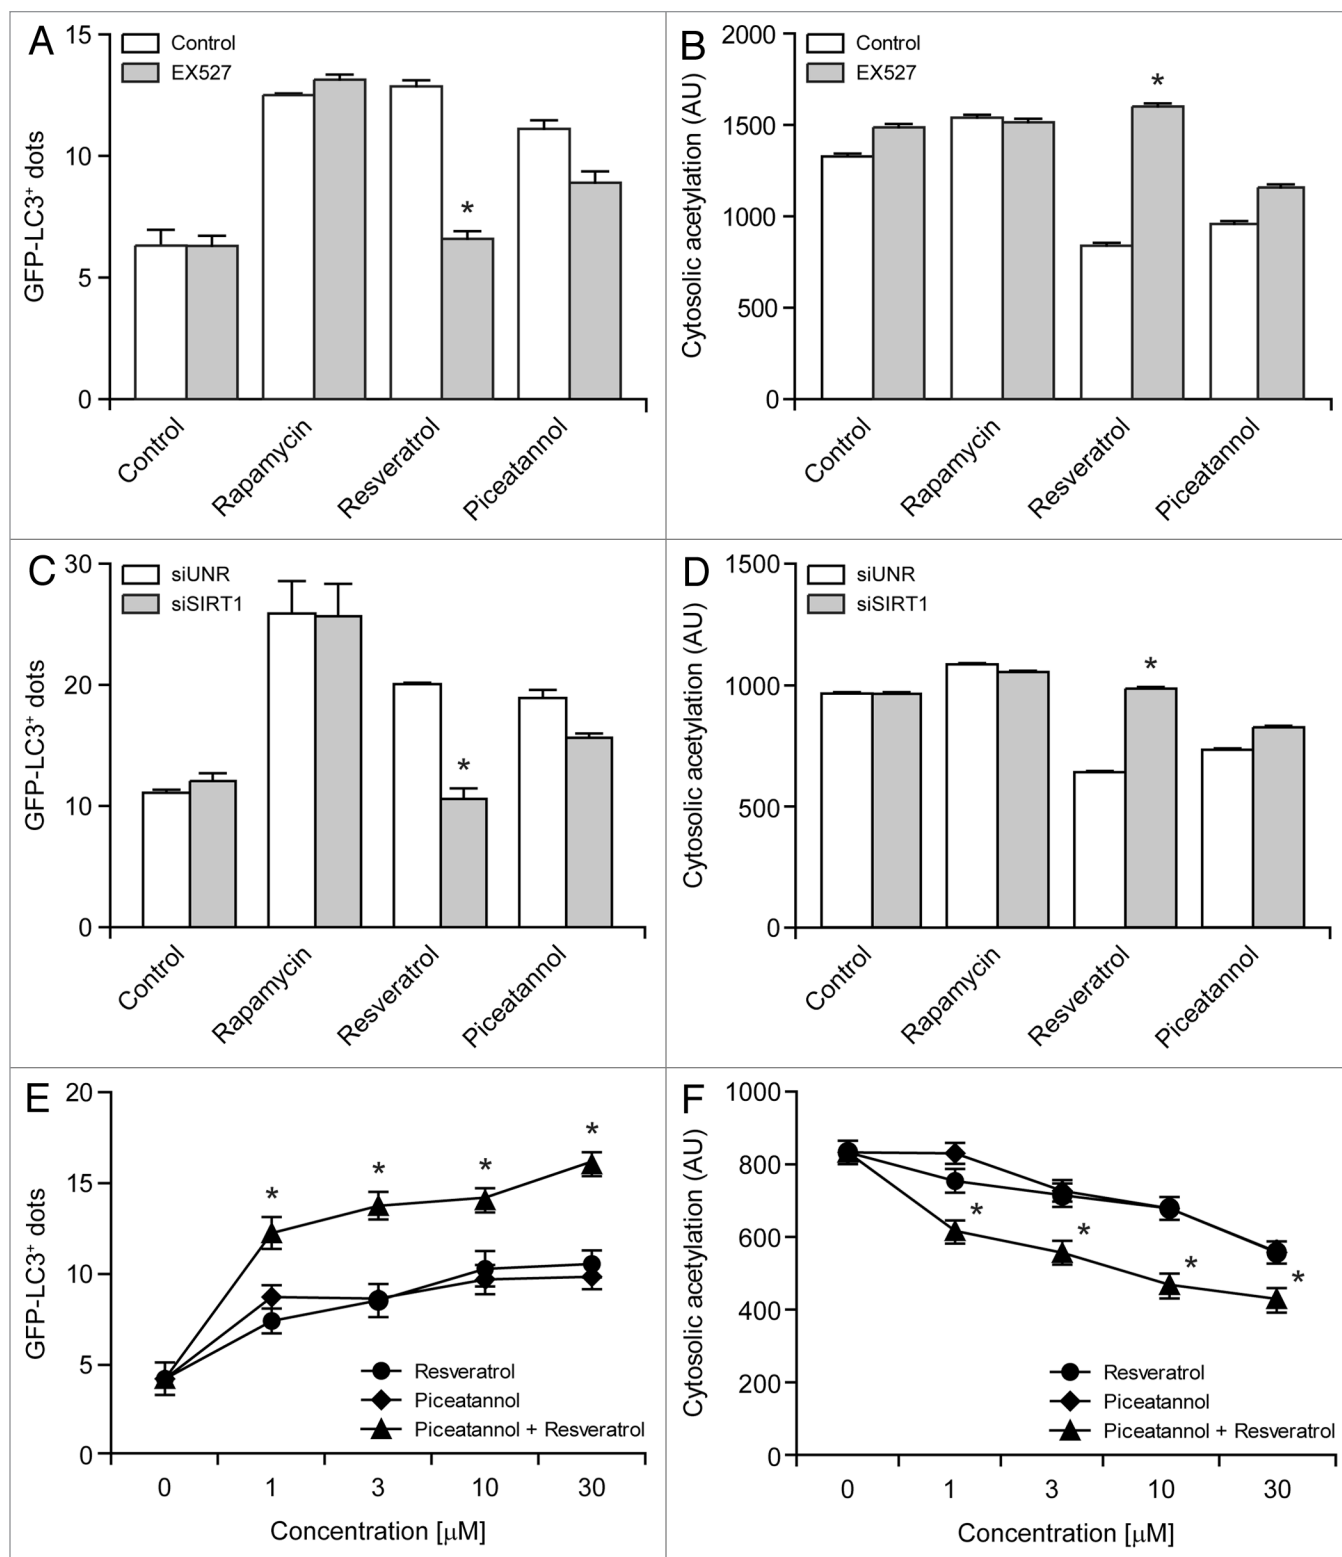 A
Control
EX527
GFP-LC3⁺ dots
15
10
5
0
*
Control
Rapamycin
Resveratrol
Piceatannol
B
Control
EX527
Cytosolic acetylation (AU)
2000
1500
1000
500
0
*
Control
Rapamycin
Resveratrol
Piceatannol
C
siUNR
siSIRT1
GFP-LC3⁺ dots
30
20
10
0
*
Control
Rapamycin
Resveratrol
Piceatannol
D
siUNR
siSIRT1
Cytosolic acetylation (AU)
1500
1000
500
0
*
Control
Rapamycin
Resveratrol
Piceatannol
E
GFP-LC3⁺ dots
20
15
10
5
0
* * * *
Resveratrol
Piceatannol
Piceatannol + Resveratrol
0 1 3 10 30
Concentration [µM]
F
Cytosolic acetylation (AU)
1000
800
600
400
200
0
* * * *
Resveratrol
Piceatannol
Piceatannol + Resveratrol
0 1 3 10 30
Concentration [µM]